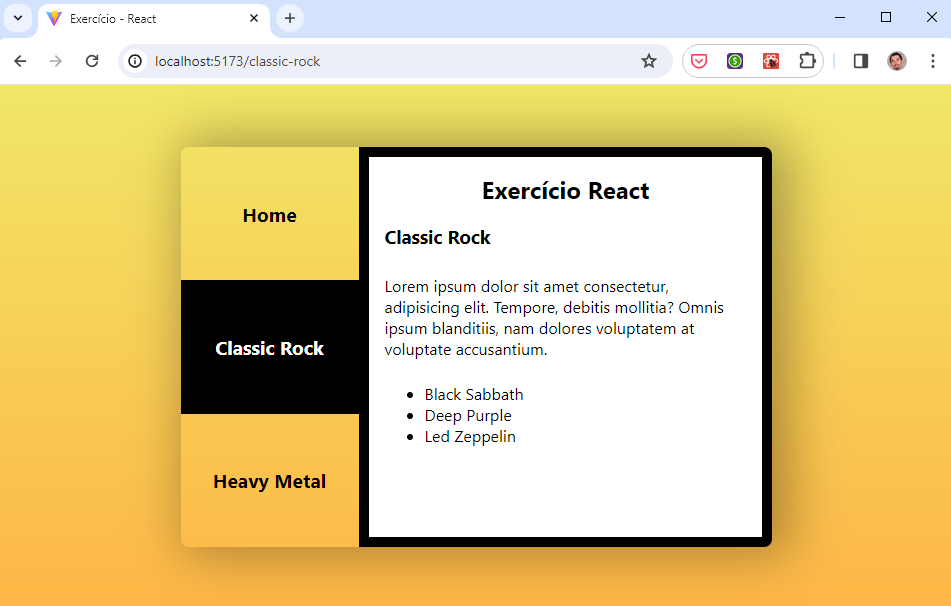 Exercício - React
localhost:5173/classic-rock
Home
Classic Rock
Heavy Metal
Exercício React
Classic Rock
Lorem ipsum dolor sit amet consectetur,
adipisicing elit. Tempore, debitis mollitia? Omnis
ipsum blanditiis, nam dolores voluptatem at
voluptate accusantium.
Black Sabbath
Deep Purple
Led Zeppelin